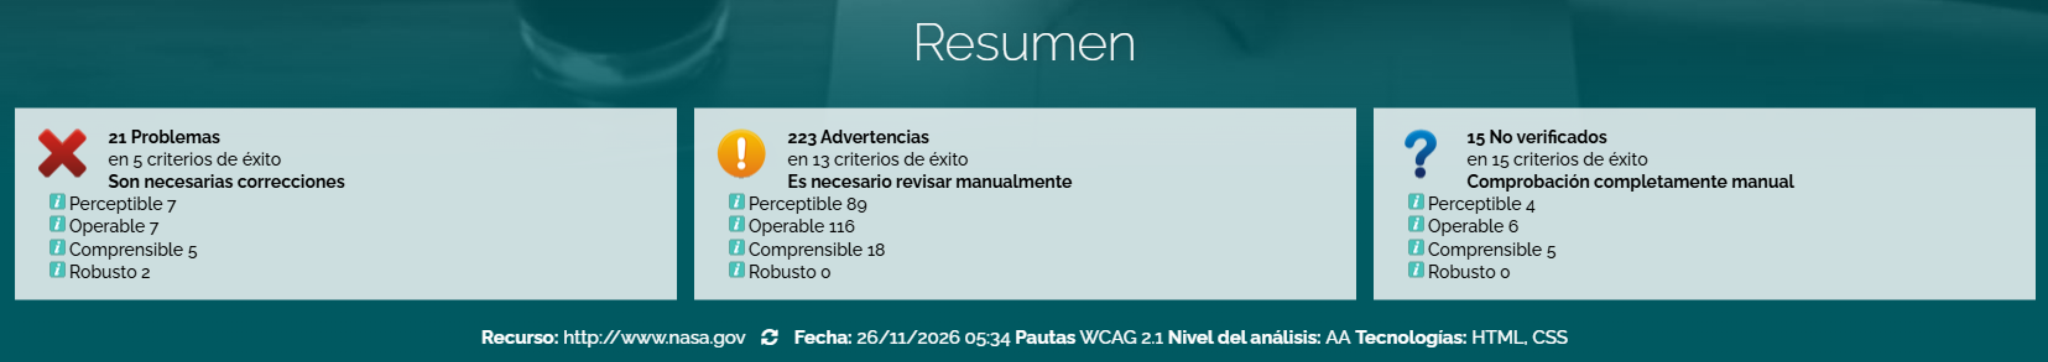 Resumen
21 Problemas
en 5 criterios de éxito
Son necesarias correcciones
Perceptible 7
Operable 7
Comprensible 5
Robusto 2
223 Advertencias
en 13 criterios de éxito
Es necesario revisar manualmente
Perceptible 89
Operable 116
Comprensible 18
Robusto 0
15 No verificados
en 15 criterios de éxito
Comprobación completamente manual
Perceptible 4
Operable 6
Comprensible 5
Robusto 0
Recurso: http://www.nasa.gov Fecha: 26/11/2026 05:34 Pautas WCAG 2.1 Nivel del análisis: AA Tecnologías: HTML, CSS